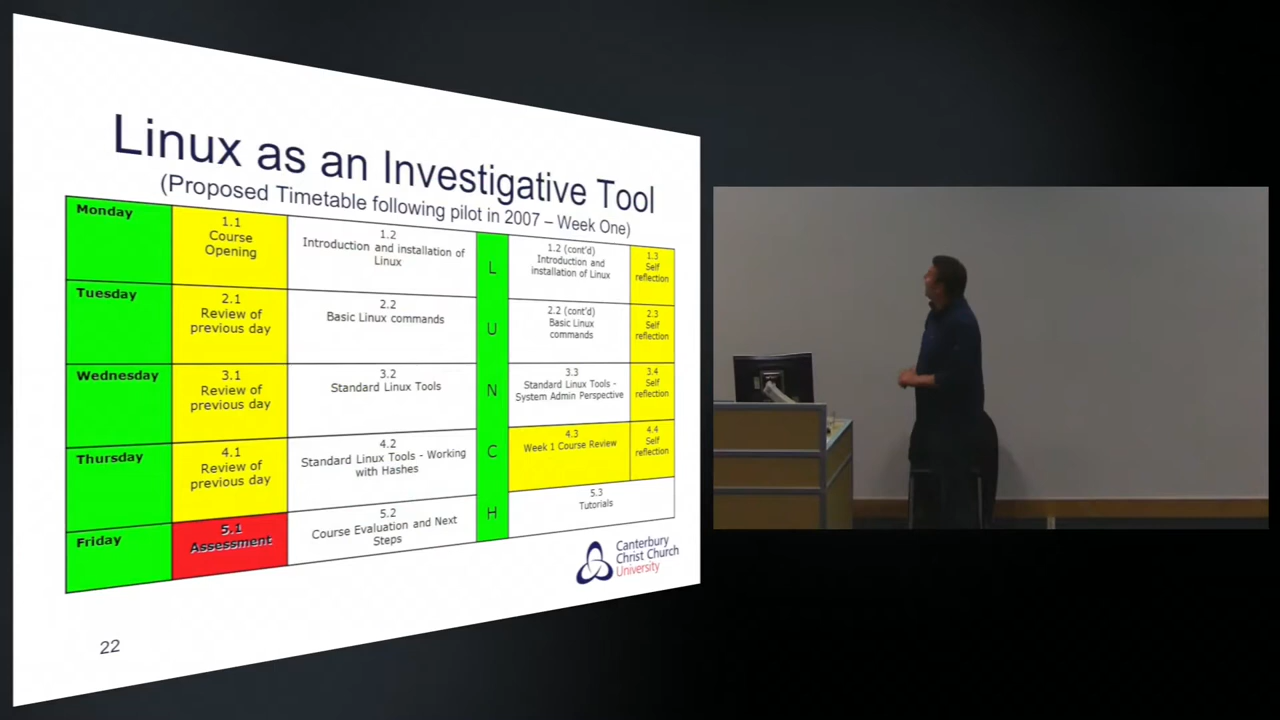 Linux as an Investigative Tool
(Proposed Timetable following pilot in 2007 – Week One)
Monday
1.1
Course
Opening
1.2
Introduction and installation of
Linux
1.2 (cont'd)
Introduction and
installation of Linux
1.3
Self
reflection
Tuesday
2.1
Review of
previous day
2.2
Basic Linux commands
2.2 (cont'd)
Basic Linux
commands
2.3
Self
reflection
Wednesday
3.1
Review of
previous day
3.2
Standard Linux Tools
3.3
Standard Linux Tools -
System Admin Perspective
3.4
Self
reflection
Thursday
4.1
Review of
previous day
4.2
Standard Linux Tools - Working
with Hashes
4.3
Week 1 Course Review
4.4
Self
reflection
Friday
5.1
Assessment
5.2
Course Evaluation and Next
Steps
5.3
Tutorials
L
U
N
C
H
Canterbury
Christ Church
University
22